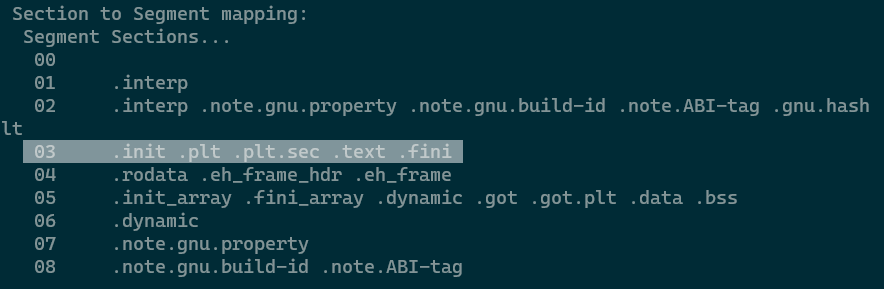 Section to Segment mapping:
Segment Sections...
00
01 .interp
02 .interp .note.gnu.property .note.gnu.build-id .note.ABI-tag .gnu.hash
lt
03 .init .plt .plt.sec .text .fini
04 .rodata .eh_frame_hdr .eh_frame
05 .init_array .fini_array .dynamic .got .got.plt .data .bss
06 .dynamic
07 .note.gnu.property
08 .note.gnu.build-id .note.ABI-tag